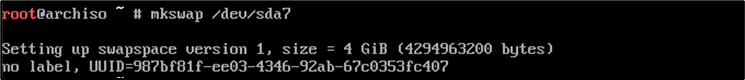 root@archiso ~ # mkswap /dev/sda7
Setting up swapspace version 1, size = 4 GiB (4294963200 bytes)
no label, UUID=987bf81f-ee03-4346-92ab-67c0353fc407